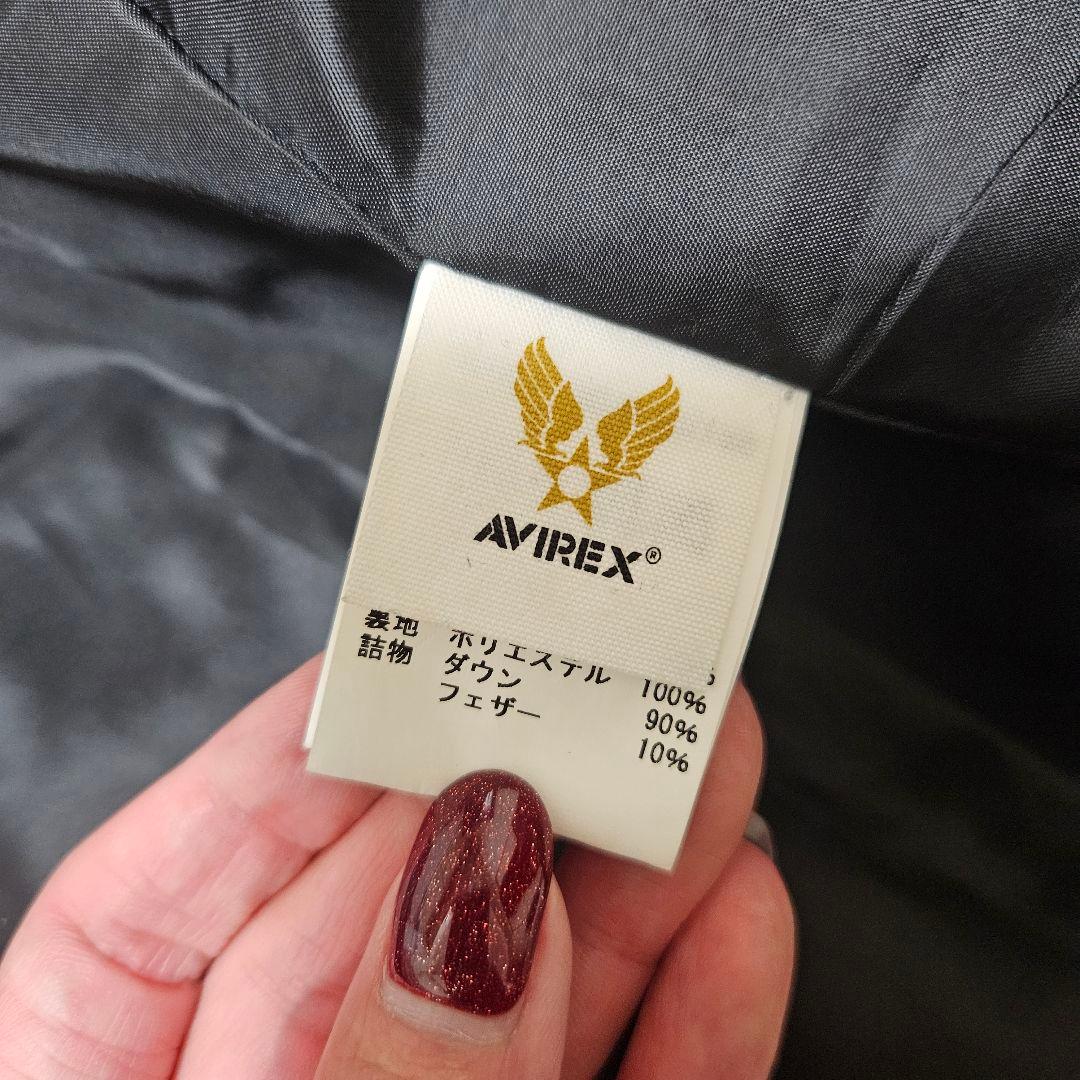 AVIREX®
表地 ポリエステル 100%
詰物 ダウン 90%
フェザー 10%